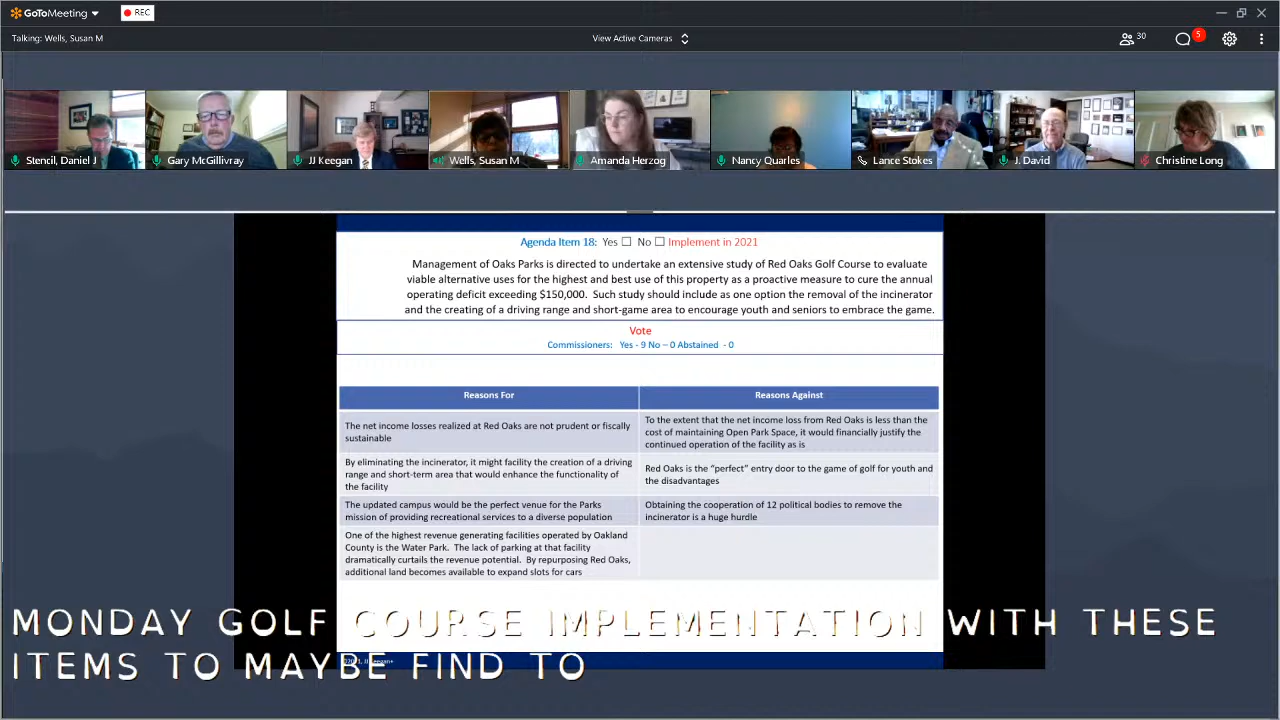 GoToMeeting
REC
Talking: Wells, Susan M
View Active Cameras
30
5
Stencil, Daniel J
Gary McGillivray
JJ Keegan
Wells, Susan M
Amanda Herzog
Nancy Quarles
Lance Stokes
J. David
Christine Long
Agenda Item 18: Yes ☐ No ☐ Implement in 2021
Management of Oaks Parks is directed to undertake an extensive study of Red Oaks Golf Course to evaluate
viable alternative uses for the highest and best use of this property as a proactive measure to cure the annual
operating deficit exceeding $150,000. Such study should include as one option the removal of the incinerator
and the creating of a driving range and short-game area to encourage youth and seniors to embrace the game.
Vote
Commissioners: Yes - 9 No – 0 Abstained - 0
Reasons For
Reasons Against
The net income losses realized at Red Oaks are not prudent or fiscally
sustainable
To the extent that the net income loss from Red Oaks is less than the
cost of maintaining Open Park Space, it would financially justify the
continued operation of the facility as is
By eliminating the incinerator, it might facility the creation of a driving
range and short-term area that would enhance the functionality of
the facility
Red Oaks is the “perfect” entry door to the game of golf for youth and
the disadvantages
The updated campus would be the perfect venue for the Parks
mission of providing recreational services to a diverse population
Obtaining the cooperation of 12 political bodies to remove the
incinerator is a huge hurdle
One of the highest revenue generating facilities operated by Oakland
County is the Water Park. The lack of parking at that facility
dramatically curtails the revenue potential. By repurposing Red Oaks,
additional land becomes available to expand slots for cars
MONDAY GOLF COURSE IMPLEMENTATION WITH THESE
ITEMS TO MAYBE FIND TO